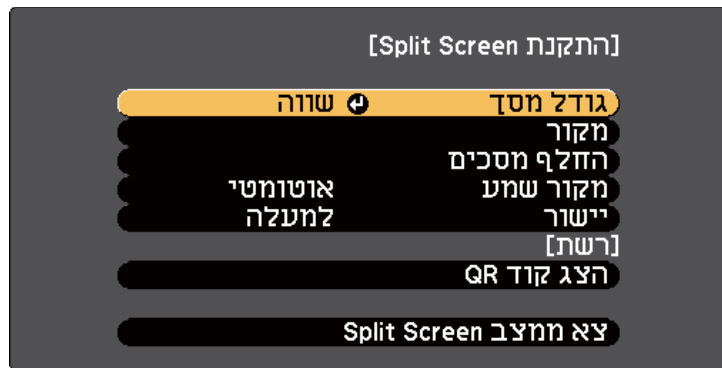 [התקנת Split Screen]
גודל מסך שווה
מקור
החלף מסכים
מקור שמע אוטומטי
יישור למעלה
[רשת]
הצג קוד QR
צא ממצב Split Screen